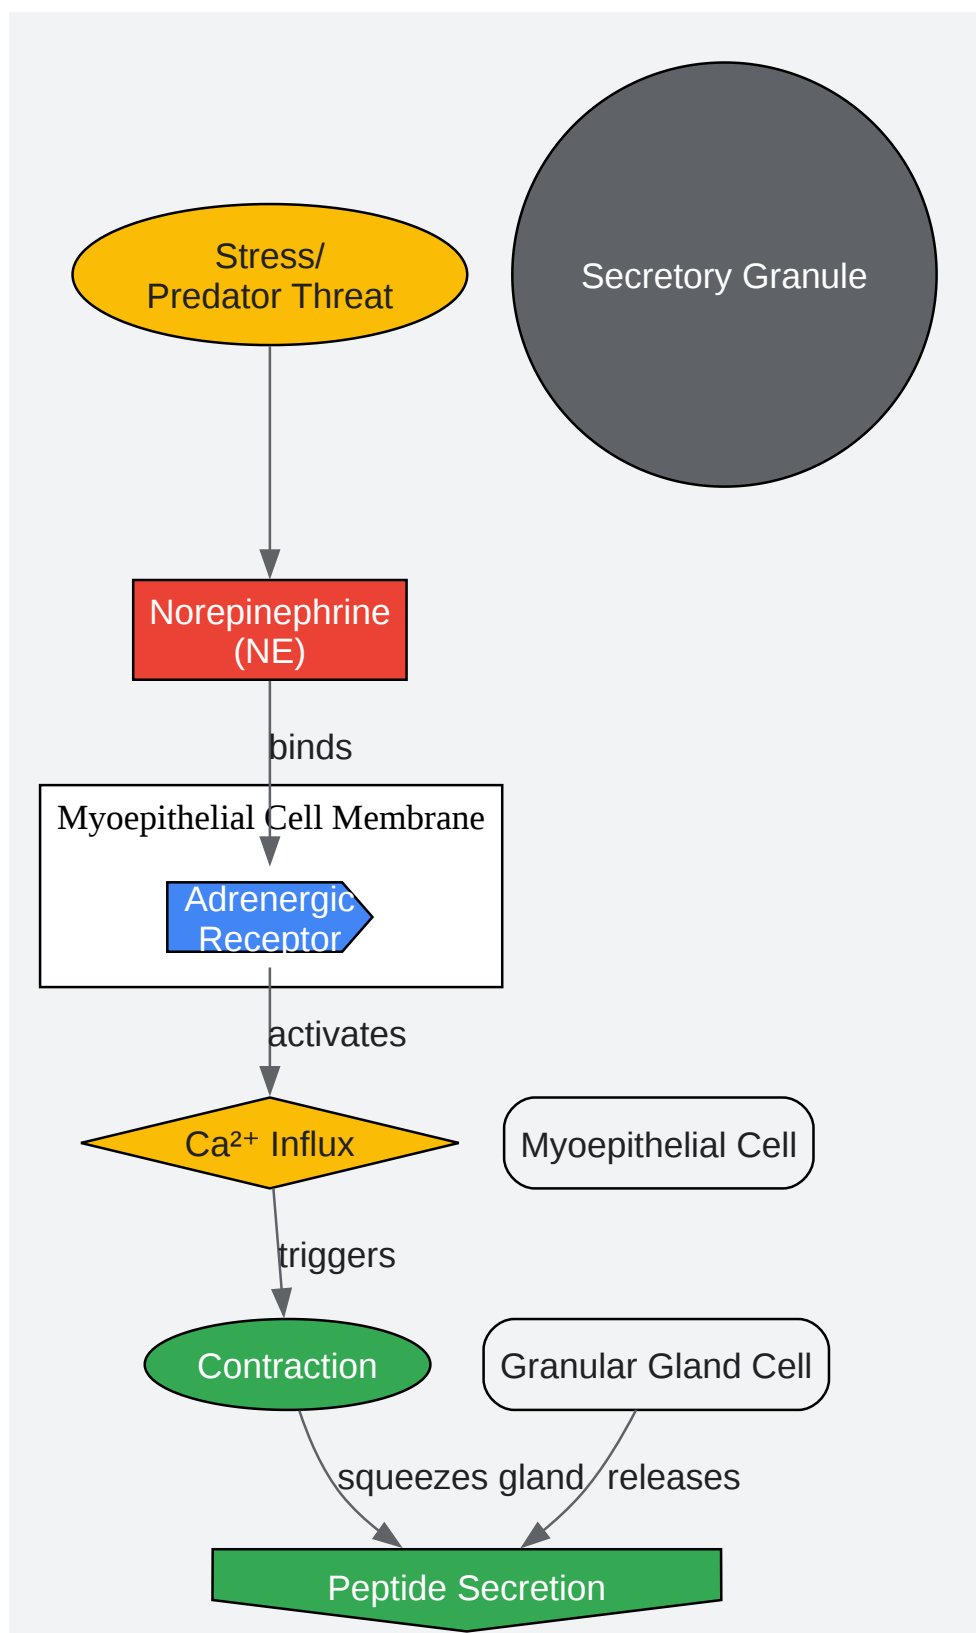 Stress/
Predator Threat
Secretory Granule
Norepinephrine
(NE)
binds
Myoepithelial Cell Membrane
Adrenergic
Receptor
activates
Ca²⁺ Influx
Myoepithelial Cell
triggers
Contraction
Granular Gland Cell
squeezes gland
releases
Peptide Secretion